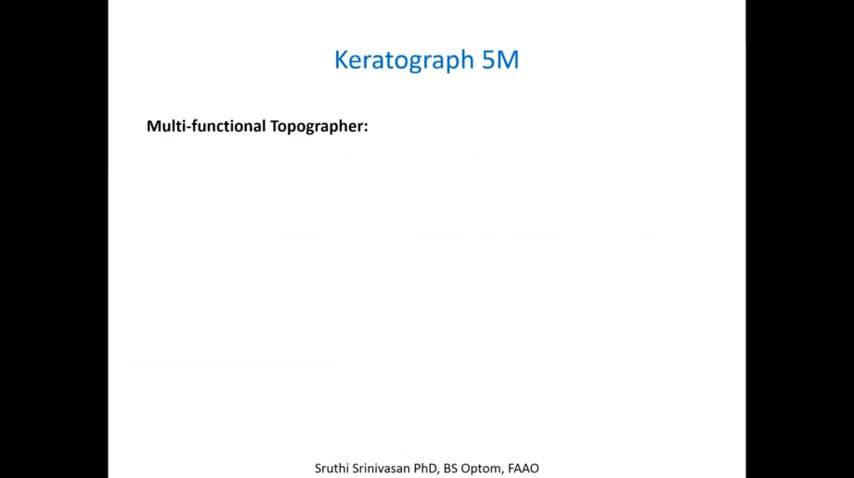 Keratograph 5M
Multi-functional Topographer:
Sruthi Srinivasan PhD, BS Optom, FAAO